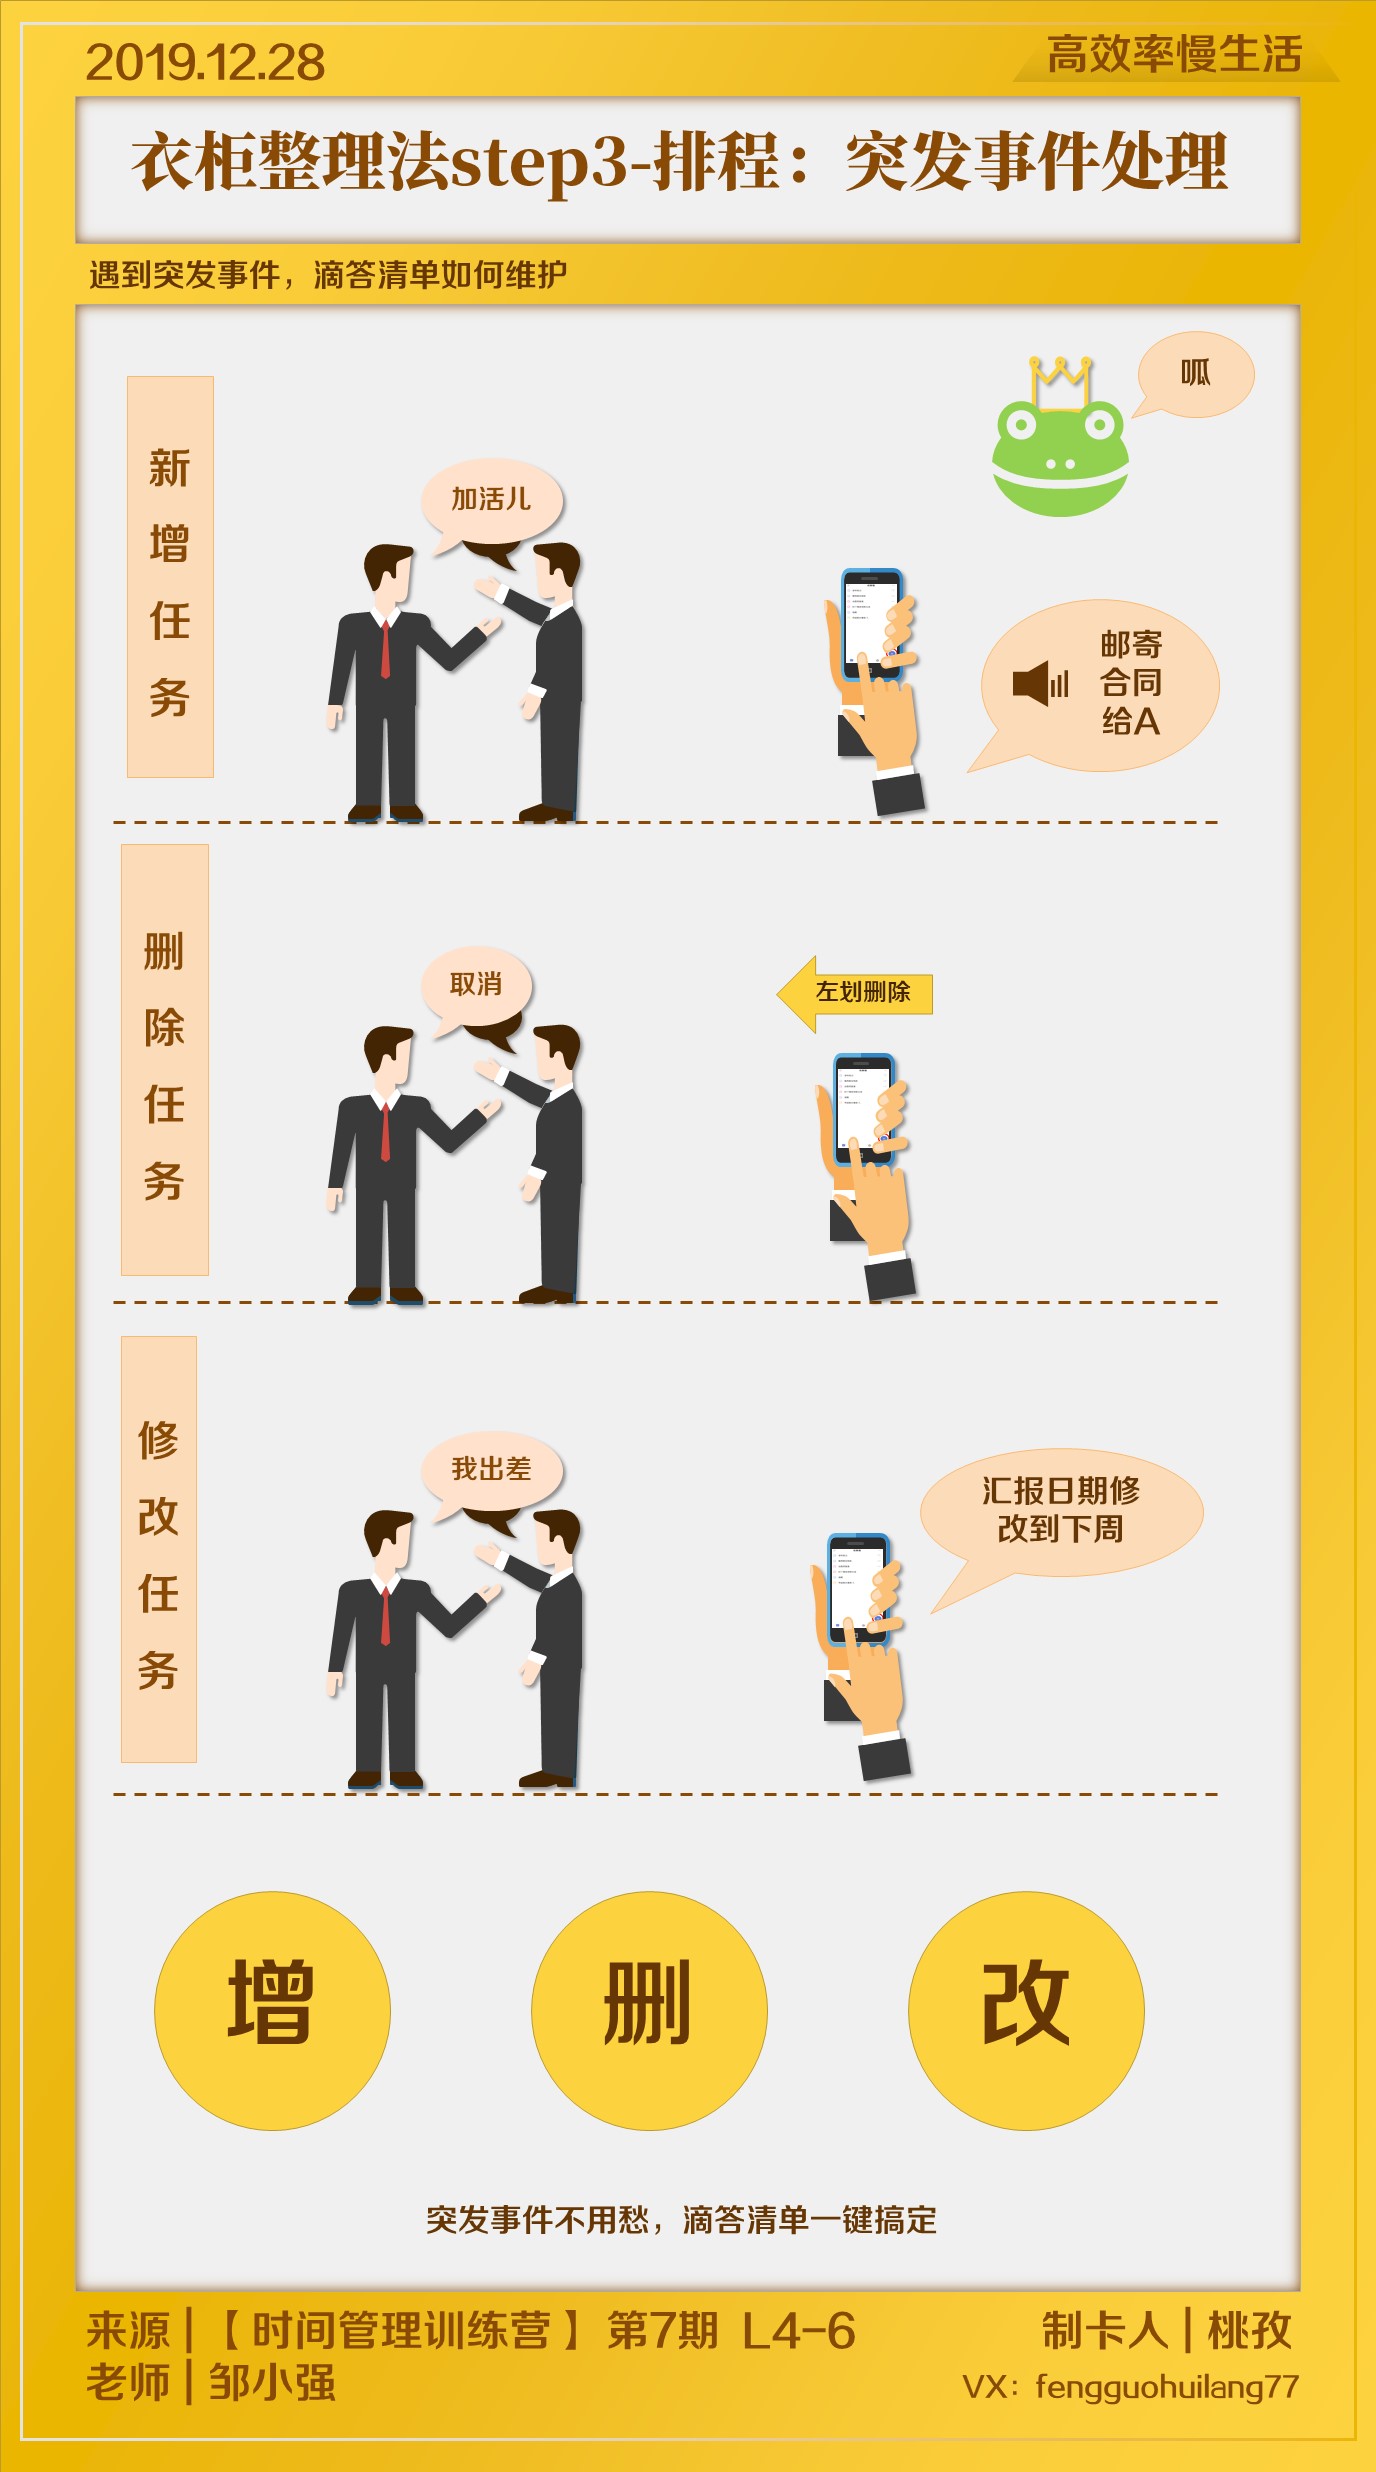 2019.12.28
高效率慢生活
衣柜整理法step3-排程：突发事件处理
遇到突发事件，滴答清单如何维护
新增任务
加活儿
呱
邮寄
合同
给A
删除任务
取消
左划删除
修改任务
我出差
汇报日期修
改到下周
增
删
改
突发事件不用愁，滴答清单一键搞定
来源|【时间管理训练营】第7期 L4-6
老师|邹小强
制卡人|桃孜
VX：fengguohuilang77